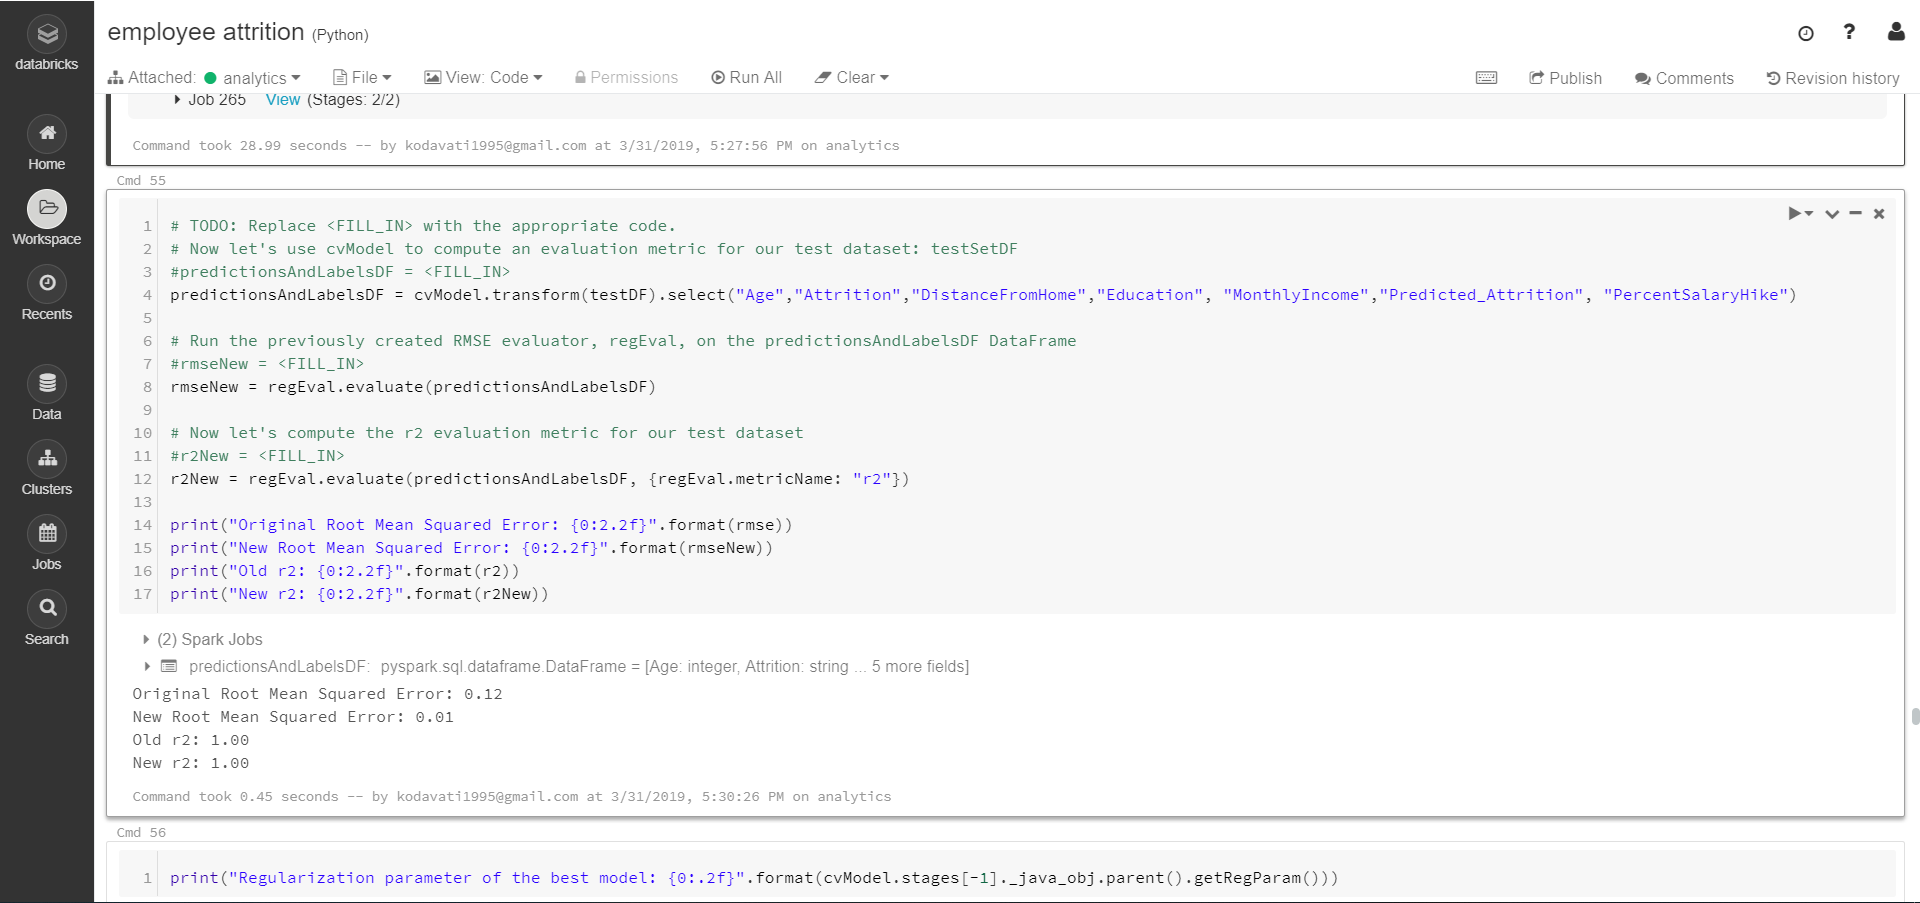 databricks
Home
Workspace
Recents
Data
Clusters
Jobs
Search
employee attrition (Python)
Attached: analytics File View: Code Permissions Run All Clear Publish Comments Revision history
Job 265 View (Stages: 2/2)
Command took 28.99 seconds -- by kodavati1995@gmail.com at 3/31/2019, 5:27:56 PM on analytics
Cmd 55
1 # TODO: Replace <FILL_IN> with the appropriate code.
2 # Now let's use cvModel to compute an evaluation metric for our test dataset: testSetDF
3 #predictionsAndLabelsDF = <FILL_IN>
4 predictionsAndLabelsDF = cvModel.transform(testDF).select("Age","Attrition","DistanceFromHome","Education", "MonthlyIncome","Predicted_Attrition", "PercentSalaryHike")
5
6 # Run the previously created RMSE evaluator, regEval, on the predictionsAndLabelsDF DataFrame
7 #rmseNew = <FILL_IN>
8 rmseNew = regEval.evaluate(predictionsAndLabelsDF)
9
10 # Now let's compute the r2 evaluation metric for our test dataset
11 #r2New = <FILL_IN>
12 r2New = regEval.evaluate(predictionsAndLabelsDF, {regEval.metricName: "r2"})
13
14 print("Original Root Mean Squared Error: {0:2.2f}".format(rmse))
15 print("New Root Mean Squared Error: {0:2.2f}".format(rmseNew))
16 print("Old r2: {0:2.2f}".format(r2))
17 print("New r2: {0:2.2f}".format(r2New))
(2) Spark Jobs
predictionsAndLabelsDF: pyspark.sql.dataframe.DataFrame = [Age: integer, Attrition: string ... 5 more fields]
Original Root Mean Squared Error: 0.12
New Root Mean Squared Error: 0.01
Old r2: 1.00
New r2: 1.00
Command took 0.45 seconds -- by kodavati1995@gmail.com at 3/31/2019, 5:30:26 PM on analytics
Cmd 56
1 print("Regularization parameter of the best model: {0:.2f}".format(cvModel.stages[-1]._java_obj.parent().getRegParam()))